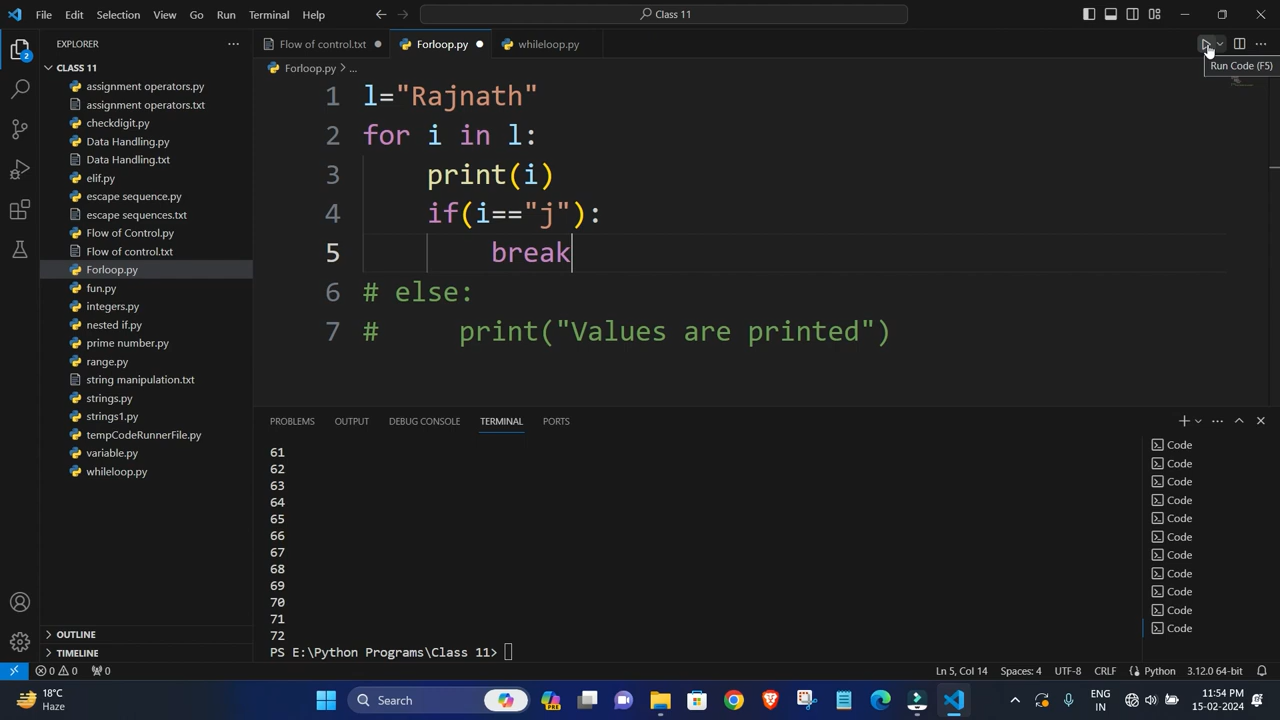 File Edit Selection View Go Run Terminal Help
Class 11
EXPLORER
Flow of control.txt
Forloop.py
whileloop.py
Run Code (F5)
2
CLASS 11
assignment operators.py
assignment operators.txt
checkdigit.py
Data Handling.py
Data Handling.txt
elif.py
escape sequence.py
escape sequences.txt
Flow of Control.py
Flow of control.txt
Forloop.py
fun.py
integers.py
nested if.py
prime number.py
range.py
string manipulation.txt
strings.py
strings1.py
tempCodeRunnerFile.py
variable.py
whileloop.py
OUTLINE
TIMELINE
Forloop.py > ...
1 l="Rajnath"
2 for i in l:
3 print(i)
4 if(i=="j"):
5 break
6 # else:
7 # print("Values are printed")
PROBLEMS OUTPUT DEBUG CONSOLE TERMINAL PORTS
61
62
63
64
65
66
67
68
69
70
71
72
PS E:\Python Programs\Class 11>
Code
Code
Code
Code
Code
Code
Code
Code
Code
Code
Code
0 0 0 Ln 5, Col 14 Spaces: 4 UTF-8 CRLF Python 3.12.0 64-bit
18°C
Haze
Search
PRE
ENG
IN
11:54 PM
15-02-2024